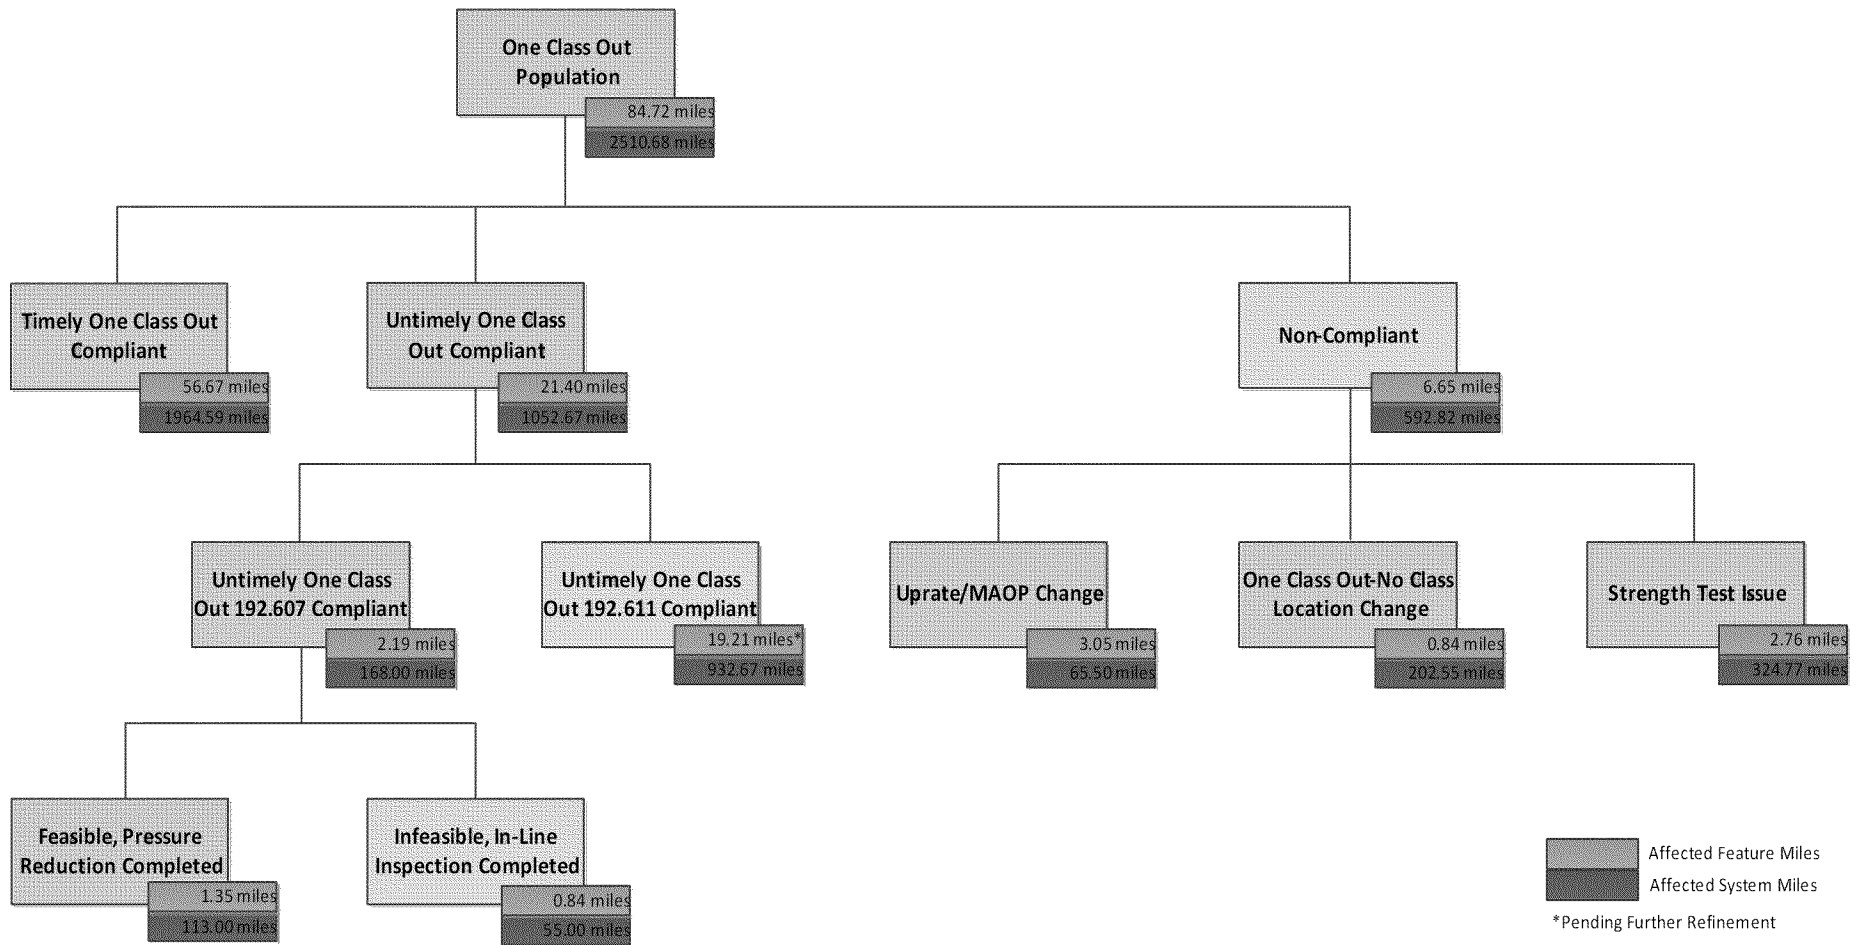 One Class Out
Population
84.72 miles
2510.68 miles
Timely One Class Out
Compliant
56.67 miles
1964.59 miles
Untimely One Class
Out Compliant
21.40 miles
1052.67 miles
Non-Compliant
6.65 miles
592.82 miles
Untimely One Class
Out 192.607 Compliant
2.19 miles
168.00 miles
Untimely One Class
Out 192.611 Compliant
19.21 miles*
932.67 miles
Uprate/MAOP Change
3.05 miles
65.50 miles
One Class Out-No Class
Location Change
0.84 miles
202.55 miles
Strength Test Issue
2.76 miles
324.77 miles
Feasible, Pressure
Reduction Completed
1.35 miles
113.00 miles
Infeasible, In-Line
Inspection Completed
0.84 miles
55.00 miles
Affected Feature Miles
Affected System Miles
*Pending Further Refinement